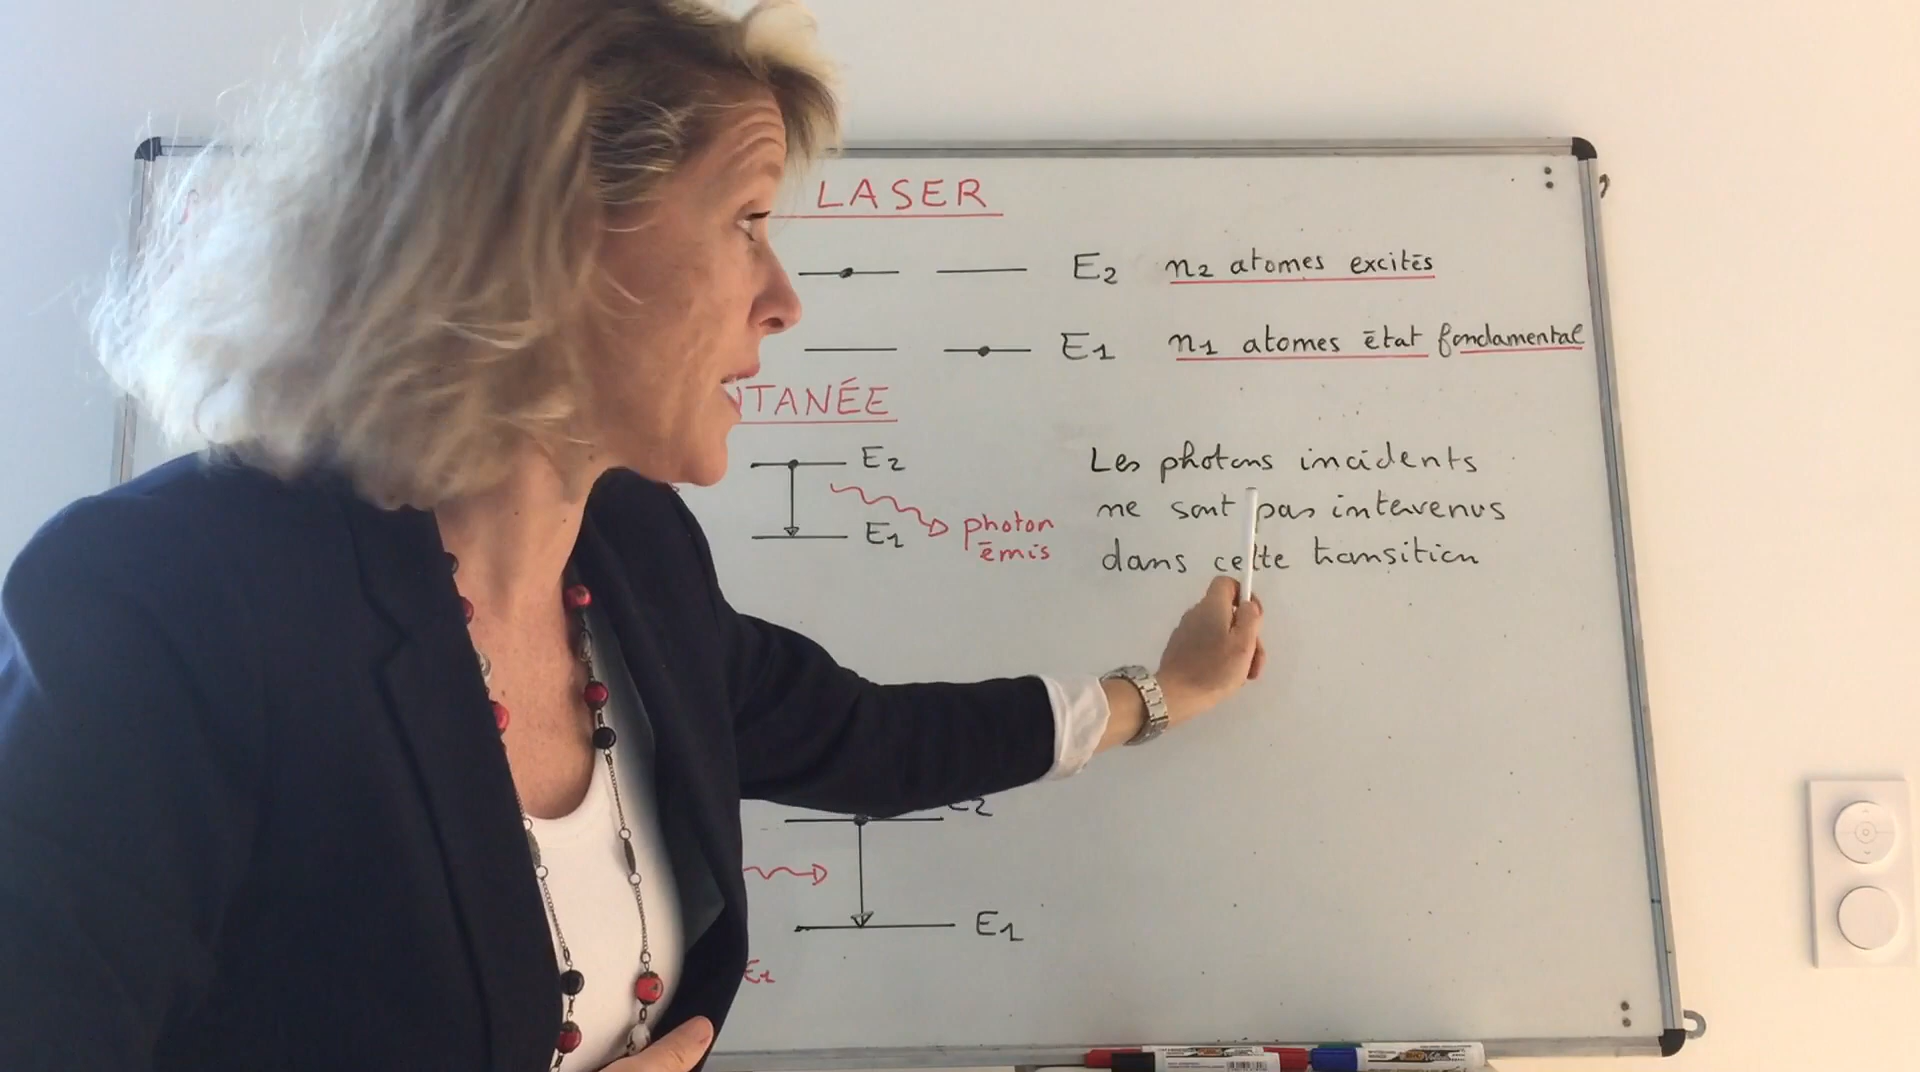 LASER
E2 n2 atomes excités
E1 n1 atomes état fondamental
NTANÉE
E2
E1
photon
émis
Les photons incidents
ne sont pas intervenus
dans cette transition
E2
E1
E1